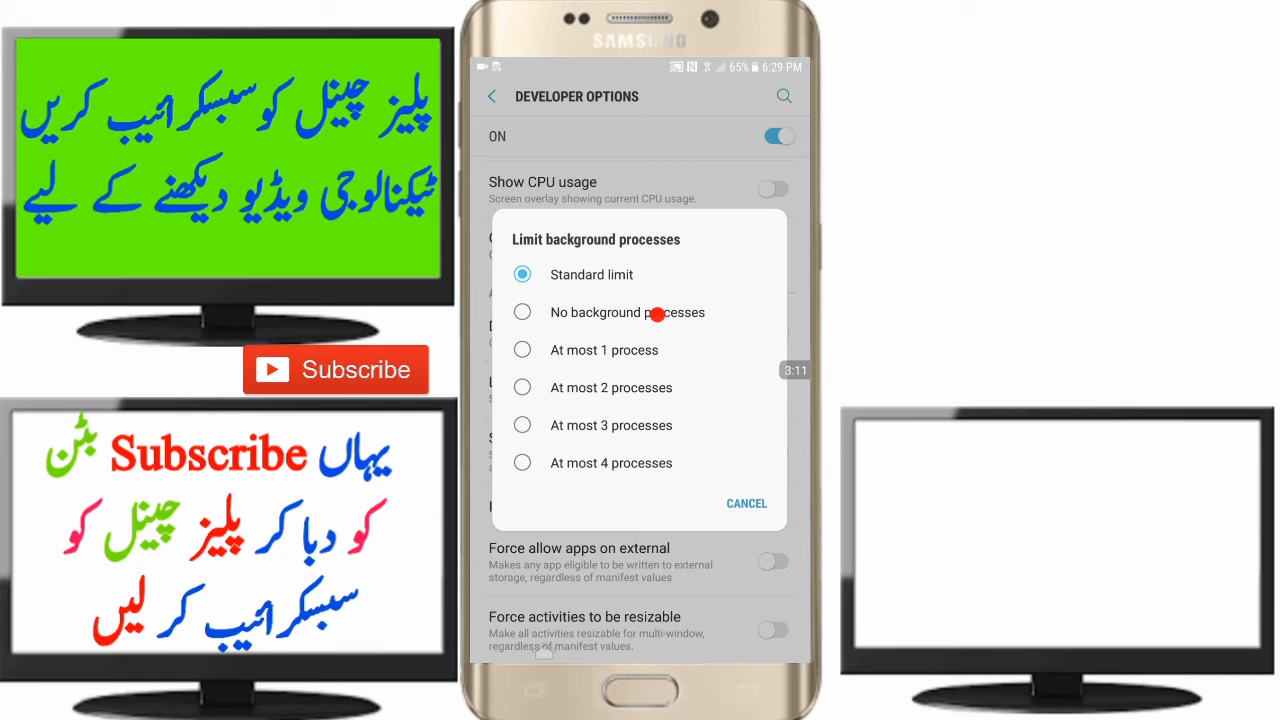 پلیز چینل کو سبسکرائیب کریں
ٹیکنالوجی ویڈیو دیکھنے کے لیے
Subscribe
یہاں Subscribe بٹن
کو دبا کر پلیز چینل کو
سبسکرائیب کر لیں
SAMSUNG
65% 6:29 PM
DEVELOPER OPTIONS
ON
Show CPU usage
Screen overlay showing current CPU usage.
Limit background processes
Standard limit
No background processes
At most 1 process
At most 2 processes
At most 3 processes
At most 4 processes
CANCEL
3:11
Force allow apps on external
Makes any app eligible to be written to external
storage, regardless of manifest values
Force activities to be resizable
Make all activities resizable for multi-window,
regardless of manifest values.